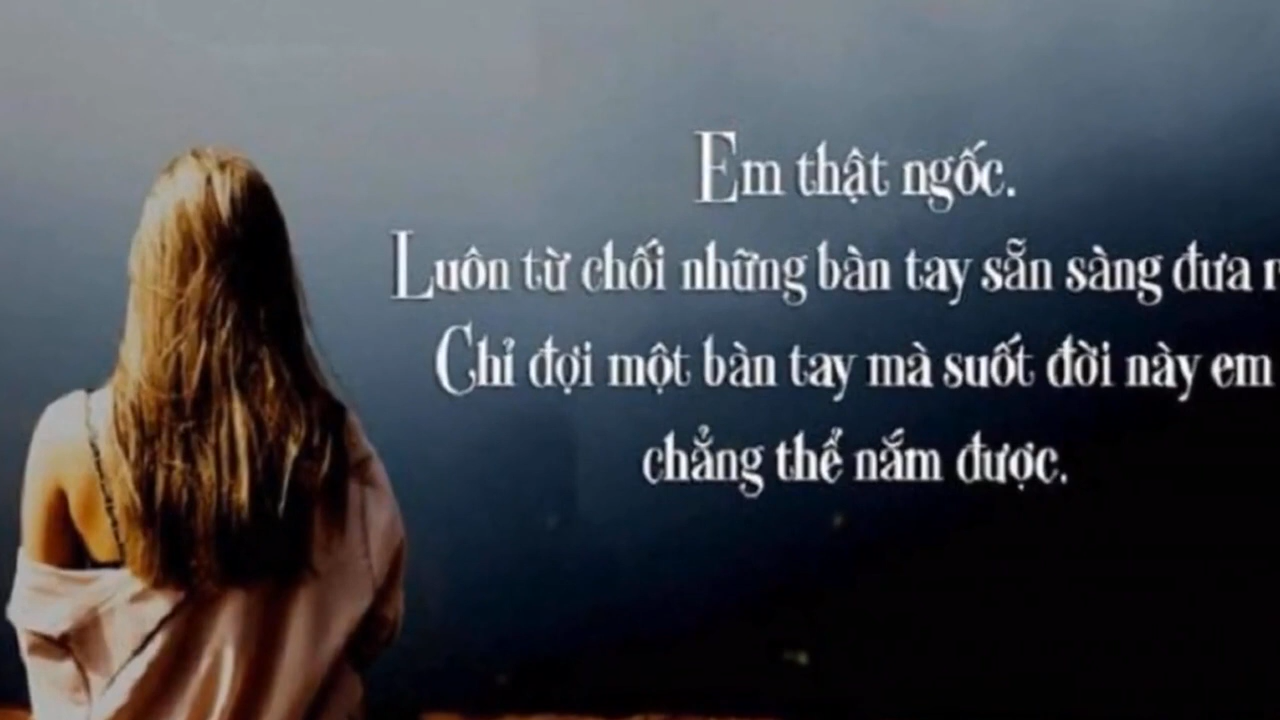 Em thật ngốc.
Luôn từ chối những bàn tay sẵn sàng đưa
Chỉ đợi một bàn tay mà suốt đời này em
chẳng thể nắm được.